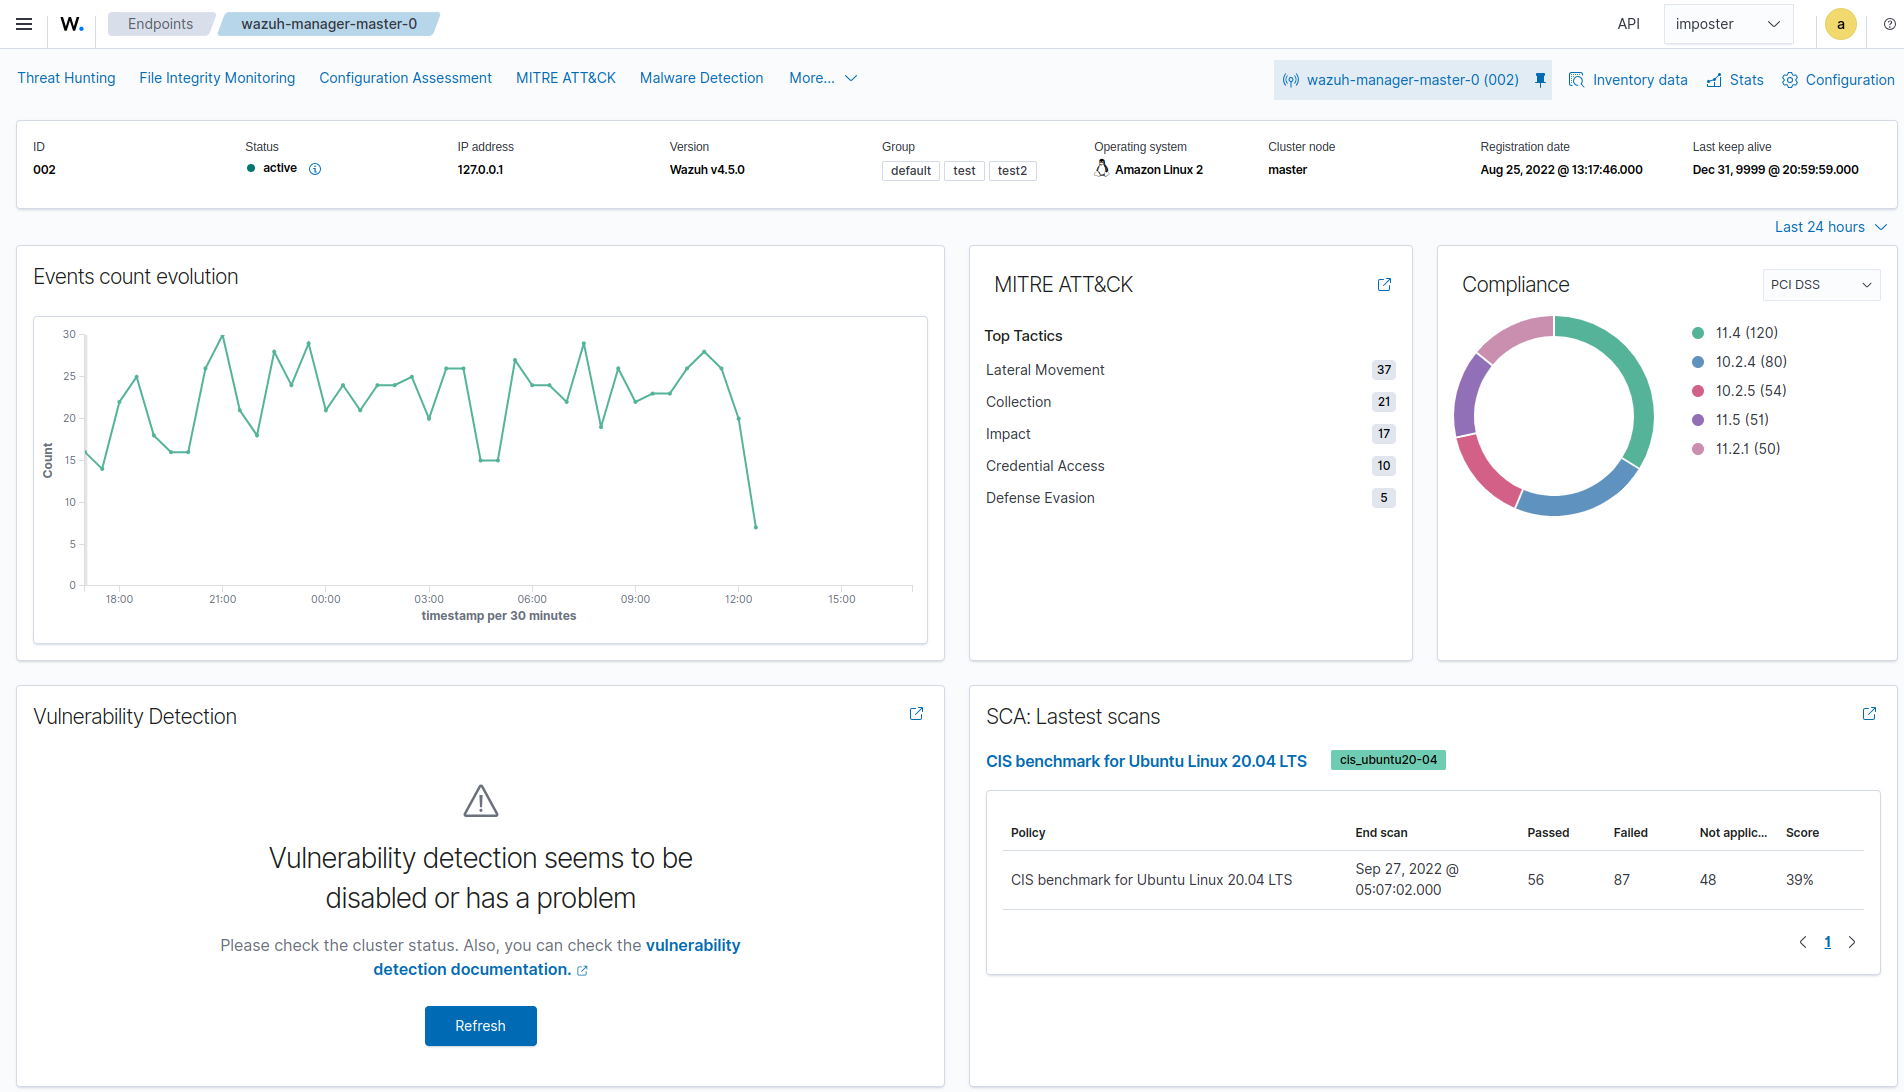 W.
Endpoints
wazuh-manager-master-0
API
imposter
a
Threat Hunting
File Integrity Monitoring
Configuration Assessment
MITRE ATT&CK
Malware Detection
More...
wazuh-manager-master-0 (002)
Inventory data
Stats
Configuration
ID
002
Status
active
IP address
127.0.0.1
Version
Wazuh v4.5.0
Group
default
test
test2
Operating system
Amazon Linux 2
Cluster node
master
Registration date
Aug 25, 2022 @ 13:17:46.000
Last keep alive
Dec 31, 9999 @ 20:59:59.000
Last 24 hours
Events count evolution
30
25
20
15
10
5
0
Count
18:00
21:00
00:00
03:00
06:00
09:00
12:00
15:00
timestamp per 30 minutes
MITRE ATT&CK
Top Tactics
Lateral Movement 37
Collection 21
Impact 17
Credential Access 10
Defense Evasion 5
Compliance
PCI DSS
11.4 (120)
10.2.4 (80)
10.2.5 (54)
11.5 (51)
11.2.1 (50)
Vulnerability Detection
Vulnerability detection seems to be
disabled or has a problem
Please check the cluster status. Also, you can check the vulnerability
detection documentation.
Refresh
SCA: Lastest scans
CIS benchmark for Ubuntu Linux 20.04 LTS
cis_ubuntu20-04
Policy End scan Passed Failed Not applic... Score
CIS benchmark for Ubuntu Linux 20.04 LTS
Sep 27, 2022 @
05:07:02.000
56 87 48 39%
1